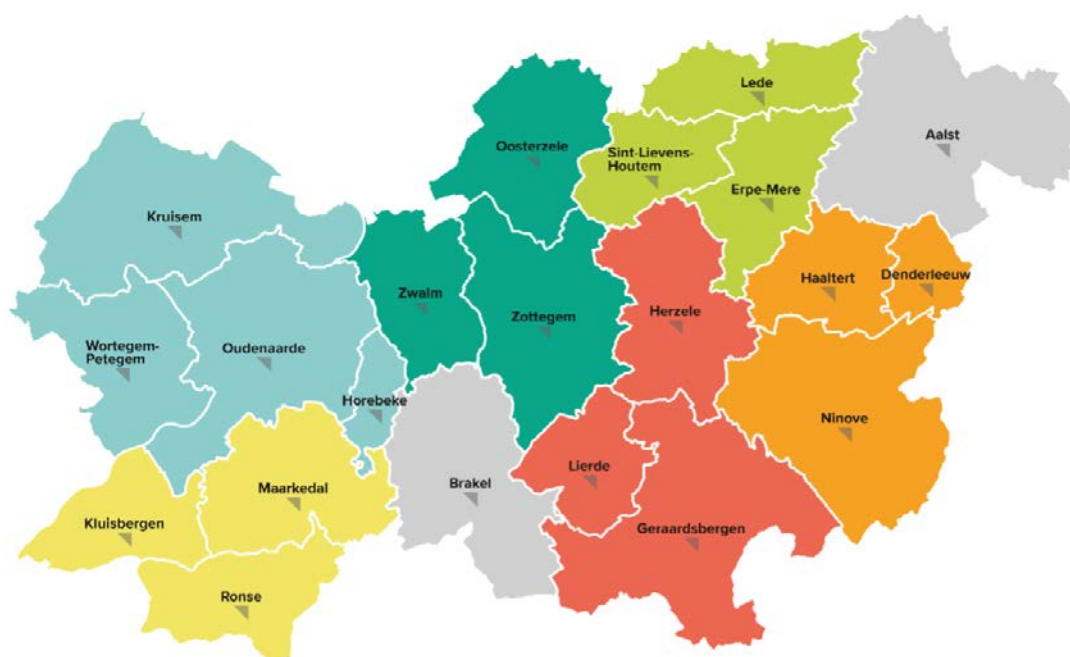 Lede
Aalst
Oosterzele
Sint-Lievens-
Houtem
Erpe-Mere
Kruisem
Haaltert
Denderleeuw
Zwalm
Zottegem
Herzele
Wortegem-
Petegem
Oudenaarde
Horebeke
Ninove
Maarkedal
Brakel
Lierde
Kluisbergen
Geraardsbergen
Ronse